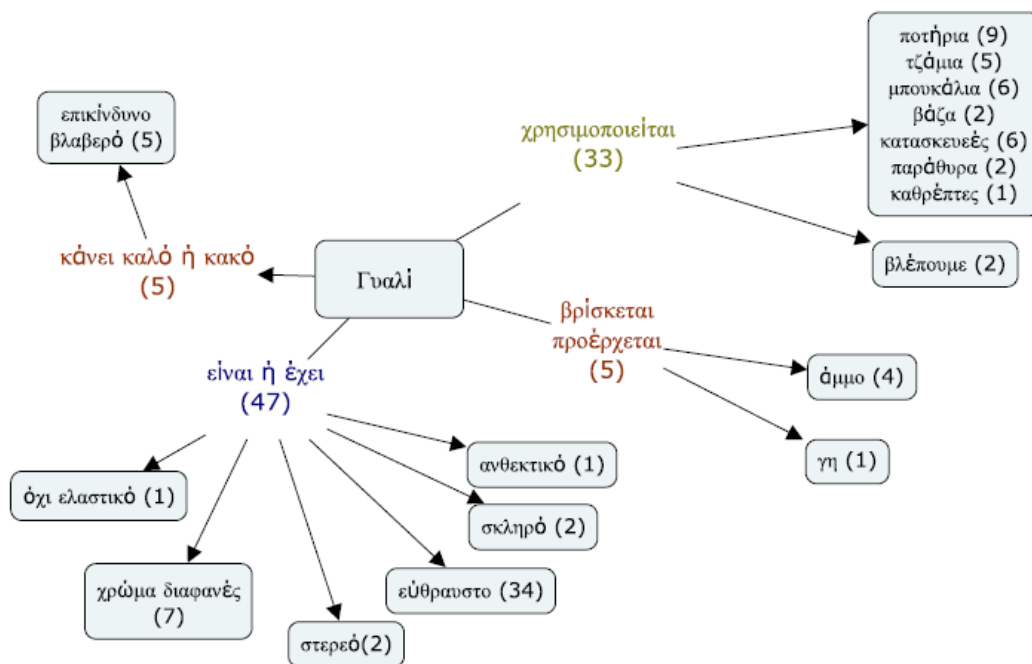 ποτήρια (9)
τζάμια (5)
μπουκάλια (6)
βάζα (2)
κατασκευές (6)
παράθυρα (2)
καθρέπτες (1)
επικίνδυνο
βλαβερό (5)
χρησιμοποιείται
(33)
κάνει καλό ή κακό
(5)
Γυαλί
βλέπουμε (2)
βρίσκεται
προέρχεται
(5)
είναι ή έχει
(47)
άμμο (4)
γη (1)
ανθεκτικό (1)
όχι ελαστικό (1)
σκληρό (2)
χρώμα διαφανές
(7)
εύθραυστο (34)
στερεό(2)